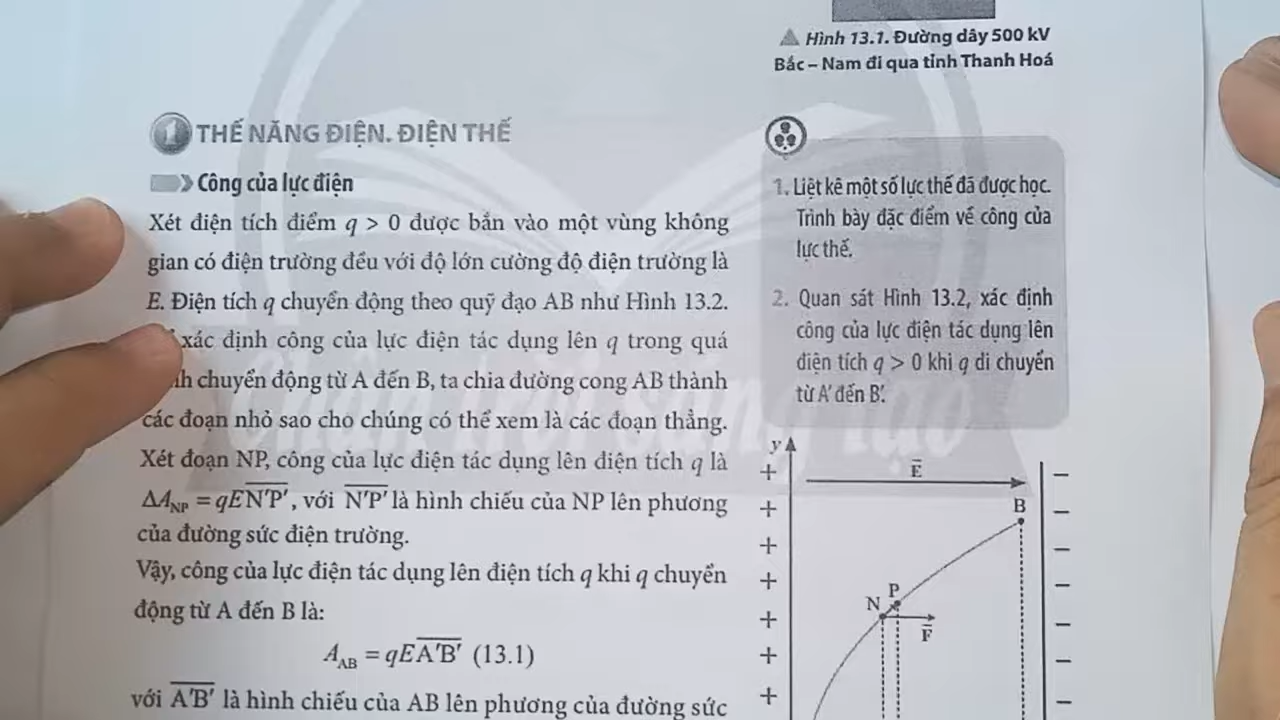 Hình 13.1. Đường dây 500 kV
Bắc – Nam đi qua tỉnh Thanh Hoá
1 THẾ NĂNG ĐIỆN. ĐIỆN THẾ
Công của lực điện
Xét điện tích điểm q > 0 được bắn vào một vùng không
gian có điện trường đều với độ lớn cường độ điện trường là
E. Điện tích q chuyển động theo quỹ đạo AB như Hình 13.2.
xác định công của lực điện tác dụng lên q trong quá
chuyển động từ A đến B, ta chia đường cong AB thành
các đoạn nhỏ sao cho chúng có thể xem là các đoạn thẳng.
Xét đoạn NP, công của lực điện tác dụng lên điện tích q là
ΔA_NP = qE\overline{N'P'}, với \overline{N'P'} là hình chiếu của NP lên phương
của đường sức điện trường.
Vậy, công của lực điện tác dụng lên điện tích q khi q chuyển
động từ A đến B là:
A_AB = qE\overline{A'B'} (13.1)
với \overline{A'B'} là hình chiếu của AB lên phương của đường sức
1. Liệt kê một số lực thế đã được học.
Trình bày đặc điểm về công của
lực thế.
2. Quan sát Hình 13.2, xác định
công của lực điện tác dụng lên
điện tích q > 0 khi q di chuyển
từ A' đến B'.
y
E
B
P
N
F
Chân trời sáng tạo